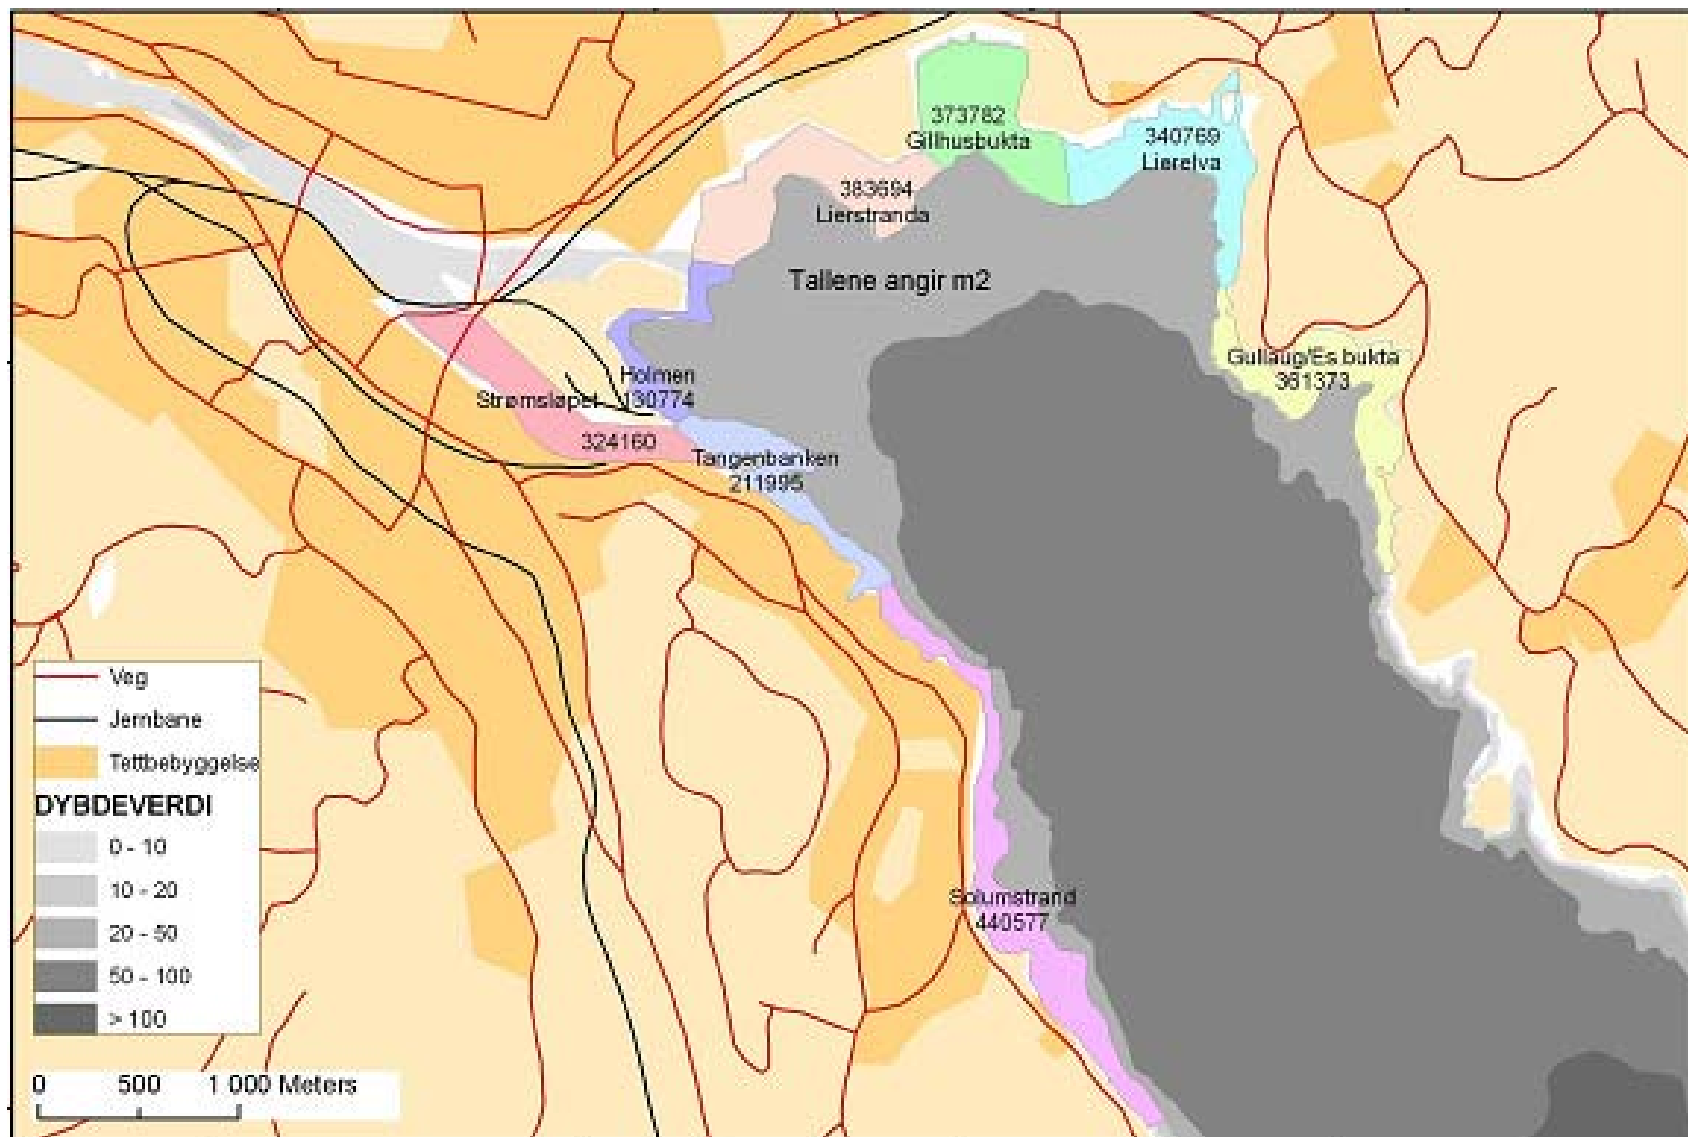 373782
Gillhusbukta
340769
Lierelva
383694
Lierstranda
Tallene angir m2
Gullaug/Es bukta
361373
Holmen
Strømsløpet 130774
324160
Tangenbanken
211995
Solumstrand
440577
Veg
Jernbane
Tettbebyggelse
DYBDEVERDI
0 - 10
10 - 20
20 - 50
50 - 100
> 100
0 500 1 000 Meters